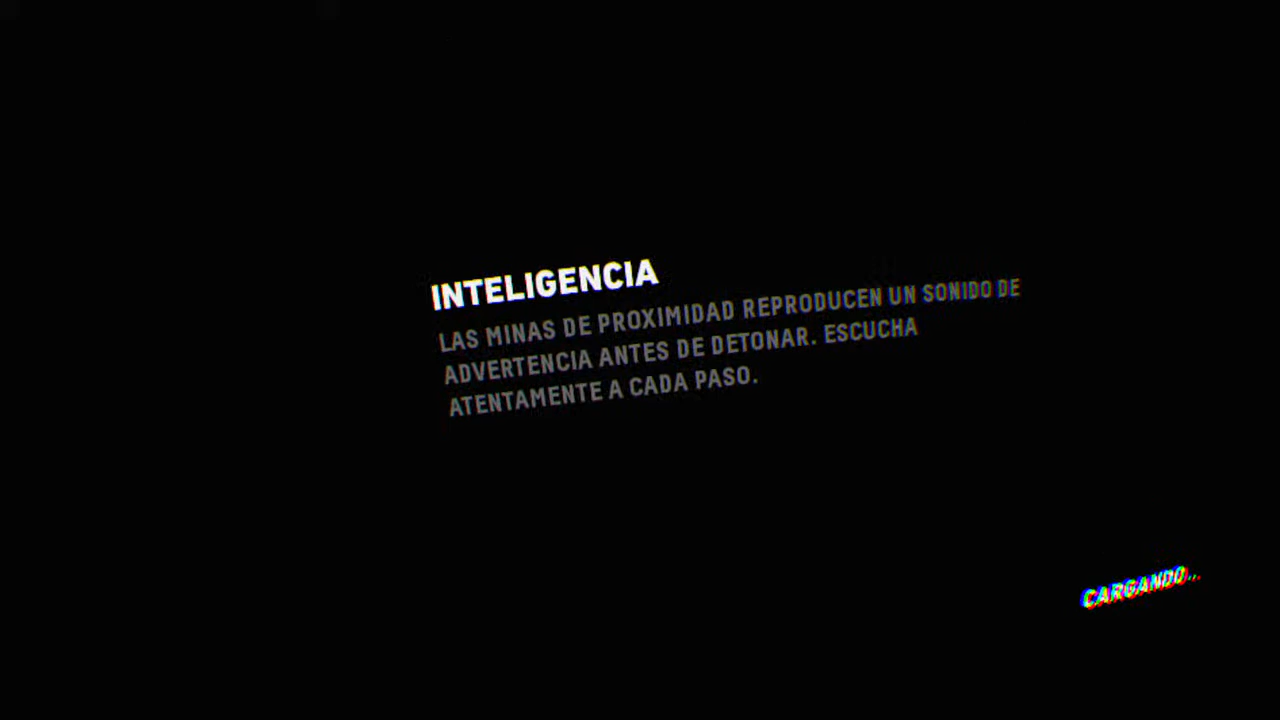 INTELIGENCIA
LAS MINAS DE PROXIMIDAD REPRODUCEN UN SONIDO DE
ADVERTENCIA ANTES DE DETONAR. ESCUCHA
ATENTAMENTE A CADA PASO.
CARGANDO...